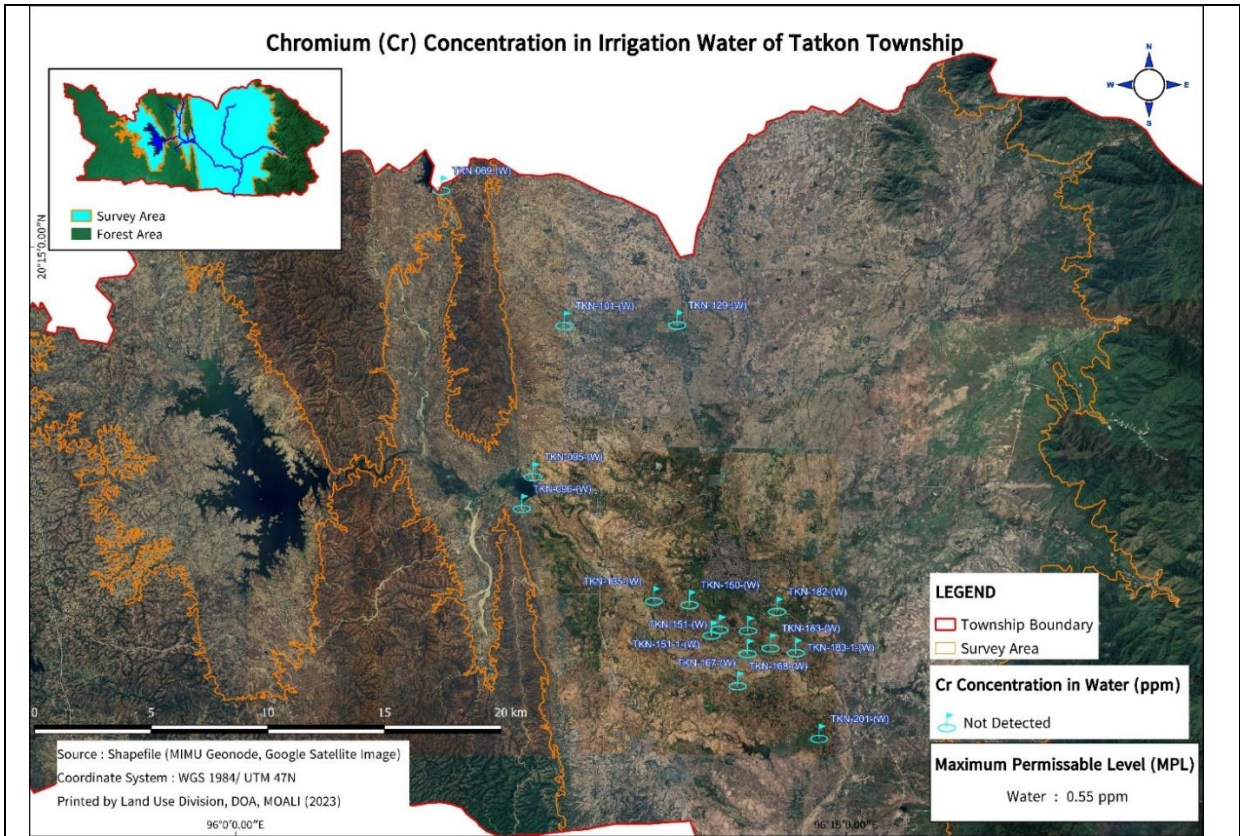 Chromium (Cr) Concentration in Irrigation Water of Tatkon Township
N
W E
S
Survey Area
Forest Area
20°15'0.00"N
TKN-069-(W)
TKN-101-(W)
TKN-129-(W)
TKN-095-(W)
TKN-096-(W)
TKN-195-(W)
TKN-150-(W)
TKN-182-(W)
TKN-151-(W)
TKN-183-(W)
TKN-151-1-(W)
TKN-183-1-(W)
TKN-167-(W)
TKN-168-(W)
TKN-201-(W)
LEGEND
Township Boundary
Survey Area
Cr Concentration in Water (ppm)
Not Detected
Maximum Permissable Level (MPL)
Water : 0.55 ppm
0 5 10 15 20 km
Source : Shapefile (MIMU Geonode, Google Satellite Image)
Coordinate System : WGS 1984/ UTM 47N
Printed by Land Use Division, DOA, MOALI (2023)
96°0'0.00"E
96°15'0.00"E